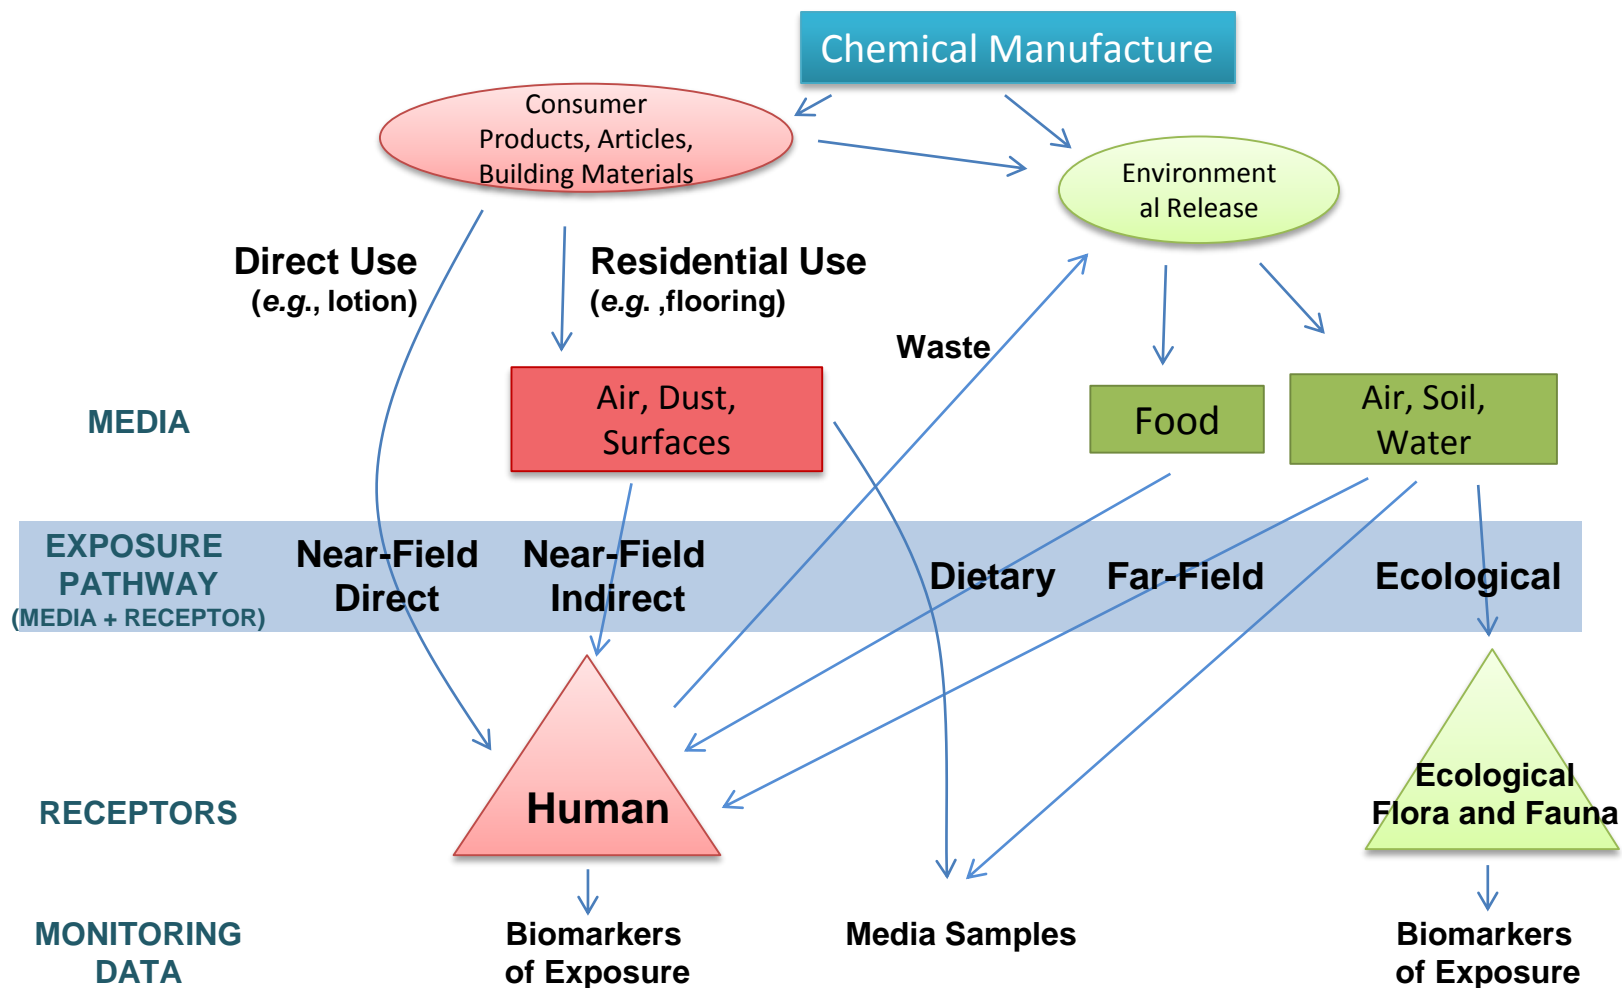 Chemical Manufacture
Consumer
Products, Articles,
Building Materials
Environment
al Release
Direct Use
(e.g., lotion)
Residential Use
(e.g. ,flooring)
Waste
MEDIA
Air, Dust,
Surfaces
Food
Air, Soil,
Water
EXPOSURE
PATHWAY
(MEDIA + RECEPTOR)
Near-Field
Direct
Near-Field
Indirect
Dietary
Far-Field
Ecological
RECEPTORS
Human
Ecological
Flora and Fauna
MONITORING
DATA
Biomarkers
of Exposure
Media Samples
Biomarkers
of Exposure